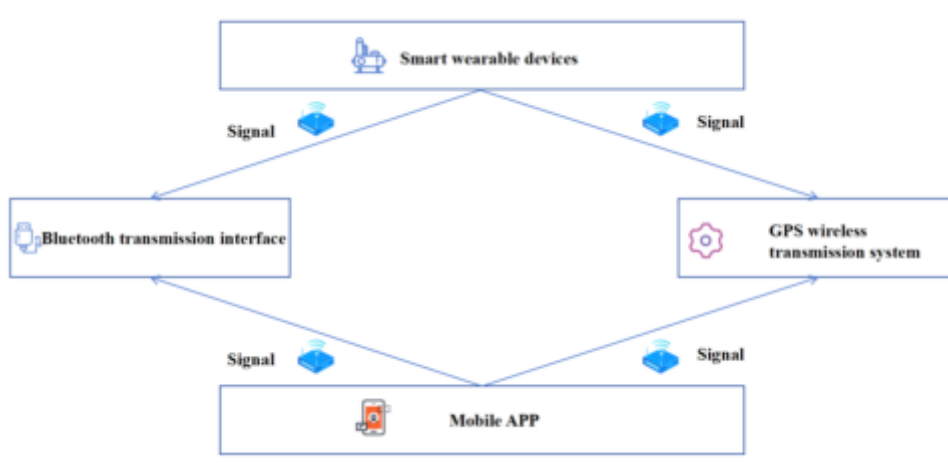 Smart wearable devices
Signal
Signal
Bluetooth transmission interface
GPS wireless
transmission system
Signal
Signal
Mobile APP